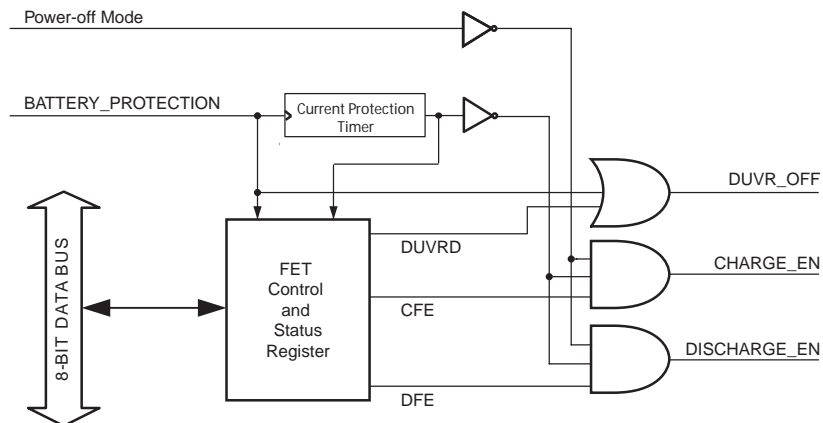 Power-off Mode
BATTERY_PROTECTION
Current Protection
Timer
DUVR_OFF
DUVRD
CHARGE_EN
FET
Control
and
Status
Register
CFE
8-BIT DATA BUS
DISCHARGE_EN
DFE